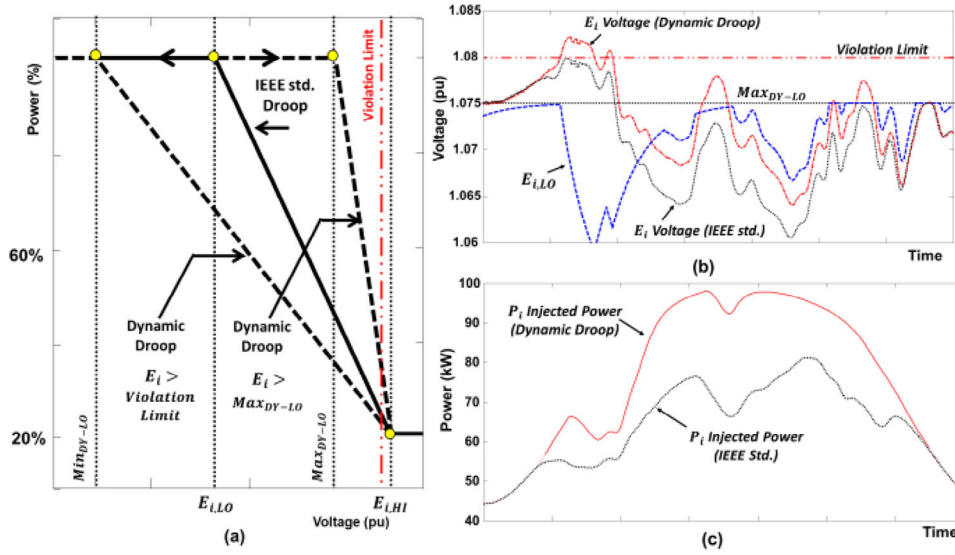 Power (%)
60%
20%
IEEE std.
Droop
Violation Limit
Dynamic
Droop
E_i >
Violation
Limit
Dynamic
Droop
E_i >
Max_DY-LO
Min_DY-LO
Max_DY-LO
E_i,LO
E_i,HI
Voltage (pu)
(a)
1.085
1.08
1.075
1.07
1.065
1.06
Voltage (pu)
E_i Voltage (Dynamic Droop)
Violation Limit
Max_DY-LO
E_i,LO
E_i Voltage (IEEE std.)
Time
(b)
100
90
80
70
60
50
40
Power (kW)
P_i Injected Power
(Dynamic Droop)
P_i Injected Power
(IEEE Std.)
Time
(c)